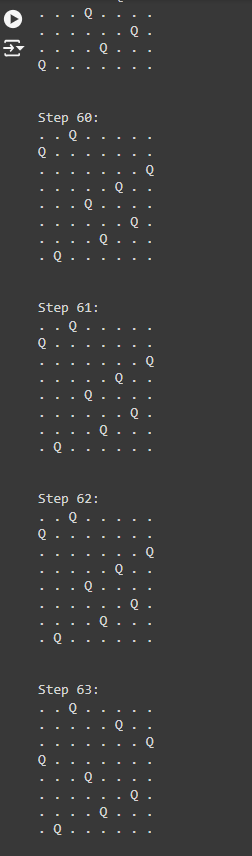 . . . Q . . . .
. . . . . . Q .
. . . . Q . . .
Q . . . . . . .
Step 60:
. . Q . . . . .
Q . . . . . . .
. . . . . . . Q
. . . . . Q . .
. . . Q . . . .
. . . . . . Q .
. . . . Q . . .
. Q . . . . . .
Step 61:
. . Q . . . . .
Q . . . . . . .
. . . . . . . Q
. . . . . Q . .
. . . Q . . . .
. . . . . . Q .
. . . . Q . . .
. Q . . . . . .
Step 62:
. . Q . . . . .
Q . . . . . . .
. . . . . . . Q
. . . . . Q . .
. . . Q . . . .
. . . . . . Q .
. . . . Q . . .
. Q . . . . . .
Step 63:
. . Q . . . . .
. . . . . Q . .
. . . . . . . Q
Q . . . . . . .
. . . Q . . . .
. . . . . . Q .
. . . . Q . . .
. Q . . . . . .